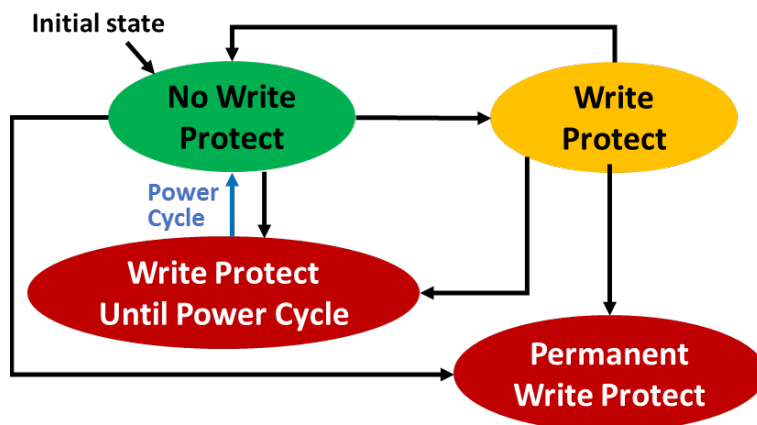 Initial state
No Write
Protect
Write
Protect
Power
Cycle
Write Protect
Until Power Cycle
Permanent
Write Protect